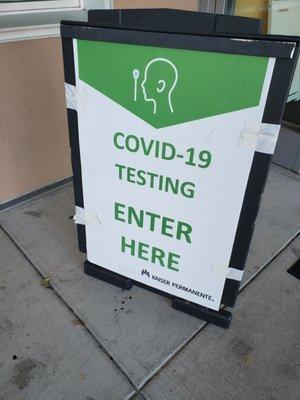 COVID-19
TESTING
ENTER
HERE
KAISER PERMANENTE.